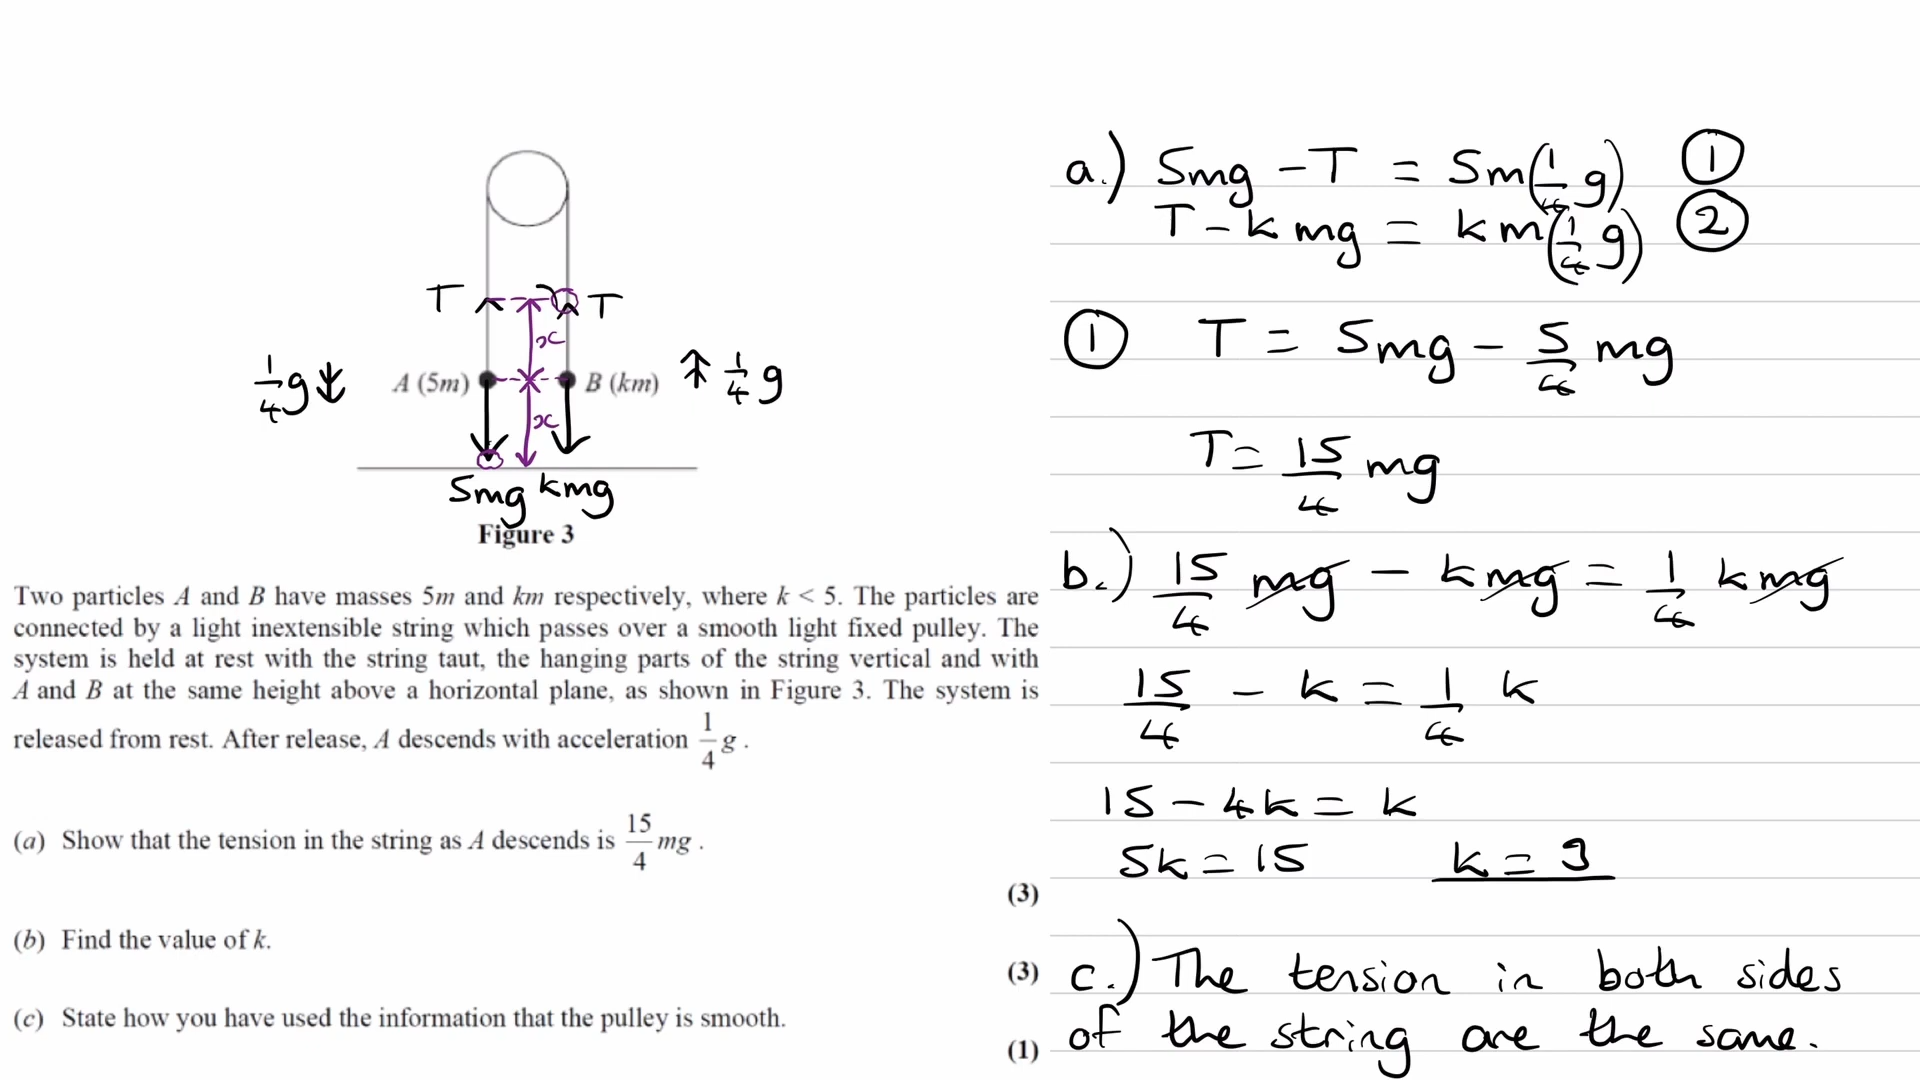 T
T
x
1/4 g
A (5m)
B (km)
1/4 g
x
5mg kmg
Figure 3
Two particles A and B have masses 5m and km respectively, where k < 5. The particles are
connected by a light inextensible string which passes over a smooth light fixed pulley. The
system is held at rest with the string taut, the hanging parts of the string vertical and with
A and B at the same height above a horizontal plane, as shown in Figure 3. The system is
released from rest. After release, A descends with acceleration 1/4 g .
(a) Show that the tension in the string as A descends is 15/4 mg .
(3)
(b) Find the value of k.
(3)
(c) State how you have used the information that the pulley is smooth.
(1)
a.) 5mg - T = 5m(1/4 g) ①
T - kmg = km(1/4 g) ②
① T = 5mg - 5/4 mg
T = 15/4 mg
b.) 15/4 mg - kmg = 1/4 kmg
15/4 - k = 1/4 k
15 - 4k = k
5k = 15 k = 3
c.) The tension in both sides
of the string are the same.